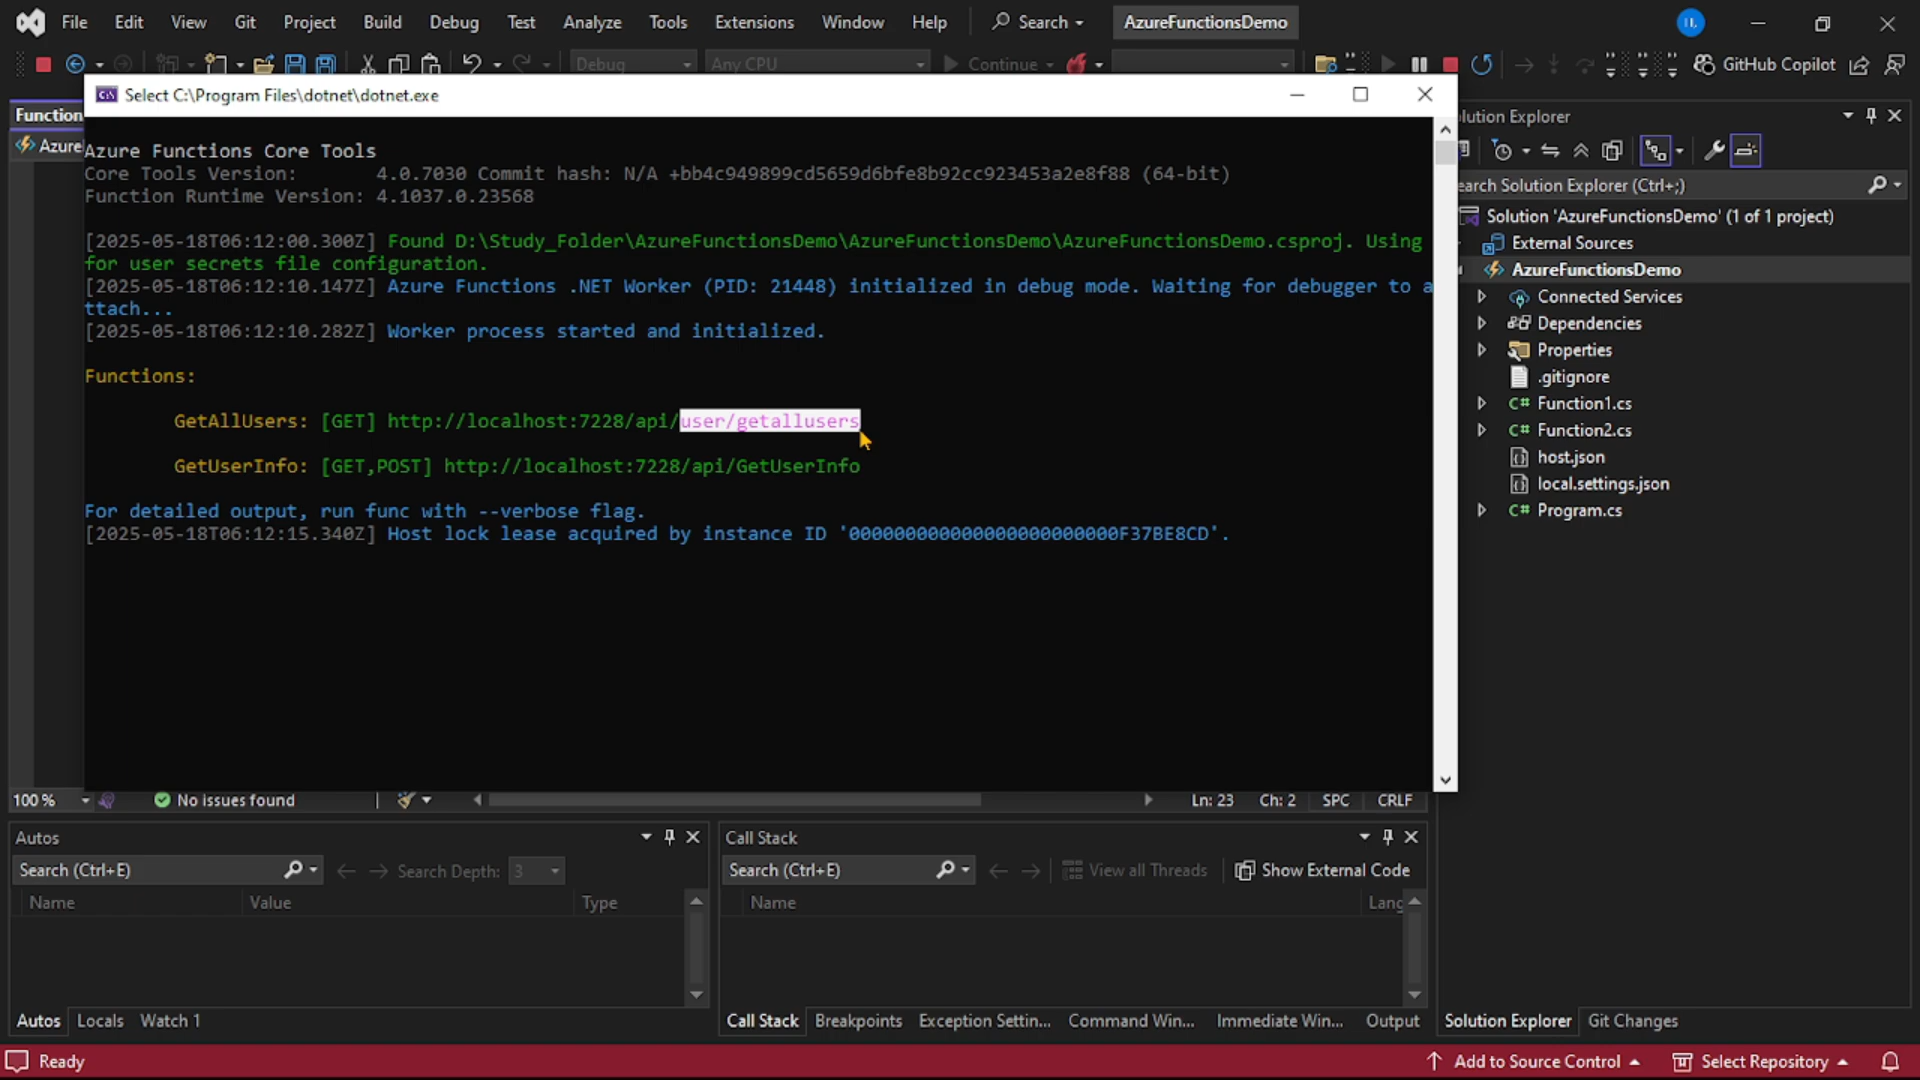 File Edit View Git Project Build Debug Test Analyze Tools Extensions Window Help Search AzureFunctionsDemo
Debug Any CPU Continue GitHub Copilot
Select C:\Program Files\dotnet\dotnet.exe
Function
Azure
Azure Functions Core Tools
Core Tools Version: 4.0.7030 Commit hash: N/A +bb4c949899cd5659d6bfe8b92cc923453a2e8f88 (64-bit)
Function Runtime Version: 4.1037.0.23568
[2025-05-18T06:12:00.300Z] Found D:\Study_Folder\AzureFunctionsDemo\AzureFunctionsDemo\AzureFunctionsDemo.csproj. Using
for user secrets file configuration.
[2025-05-18T06:12:10.147Z] Azure Functions .NET Worker (PID: 21448) initialized in debug mode. Waiting for debugger to a
ttach...
[2025-05-18T06:12:10.282Z] Worker process started and initialized.
Functions:
GetAllUsers: [GET] http://localhost:7228/api/user/getallusers
GetUserInfo: [GET,POST] http://localhost:7228/api/GetUserInfo
For detailed output, run func with --verbose flag.
[2025-05-18T06:12:15.340Z] Host lock lease acquired by instance ID '000000000000000000000000F37BE8CD'.
lution Explorer
earch Solution Explorer (Ctrl+;)
Solution 'AzureFunctionsDemo' (1 of 1 project)
External Sources
AzureFunctionsDemo
Connected Services
Dependencies
Properties
.gitignore
C# Function1.cs
C# Function2.cs
host.json
local.settings.json
C# Program.cs
100 % No issues found Ln: 23 Ch: 2 SPC CRLF
Autos
Search (Ctrl+E) Search Depth: 3
Name Value Type
Autos Locals Watch 1
Call Stack
Search (Ctrl+E) View all Threads Show External Code
Name Lang
Call Stack Breakpoints Exception Settin... Command Win... Immediate Win... Output
Solution Explorer Git Changes
Ready Add to Source Control Select Repository